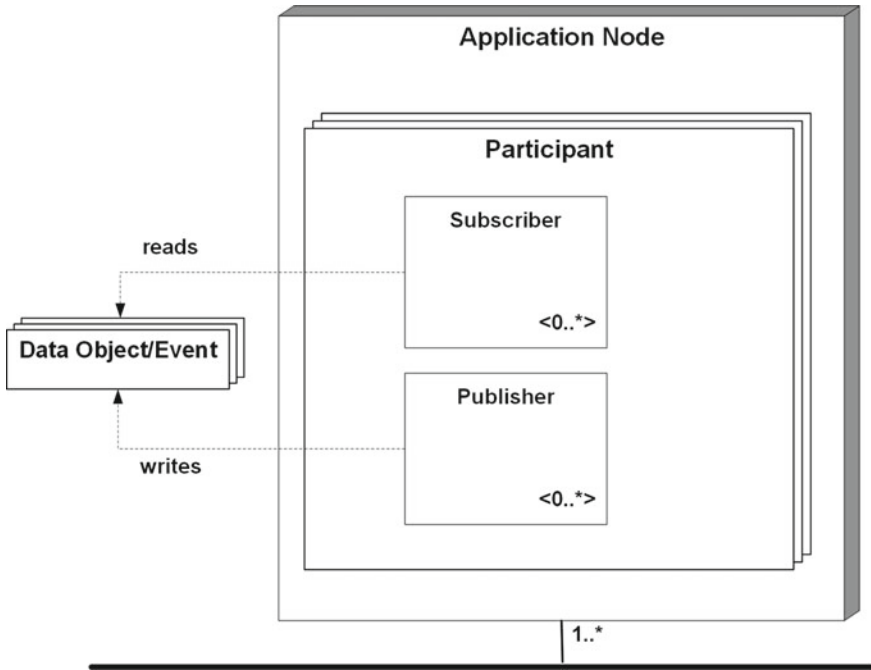 Application Node
Participant
Subscriber
reads
<0..*>
Data Object/Event
Publisher
writes
<0..*>
1..*